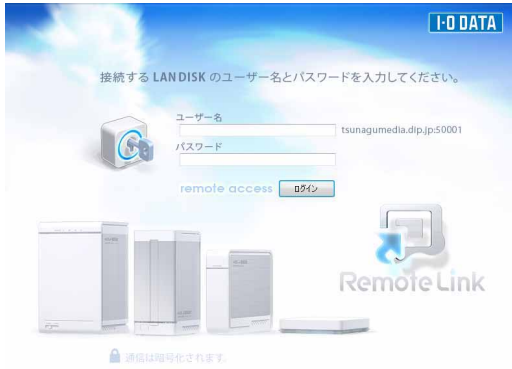 I-O DATA
接続する LAN DISK のユーザー名とパスワードを入力してください。
ユーザー名
tsunagumedia.dip.jp:50001
パスワード
remote access ログイン
Remote Link
通信は暗号化されます.